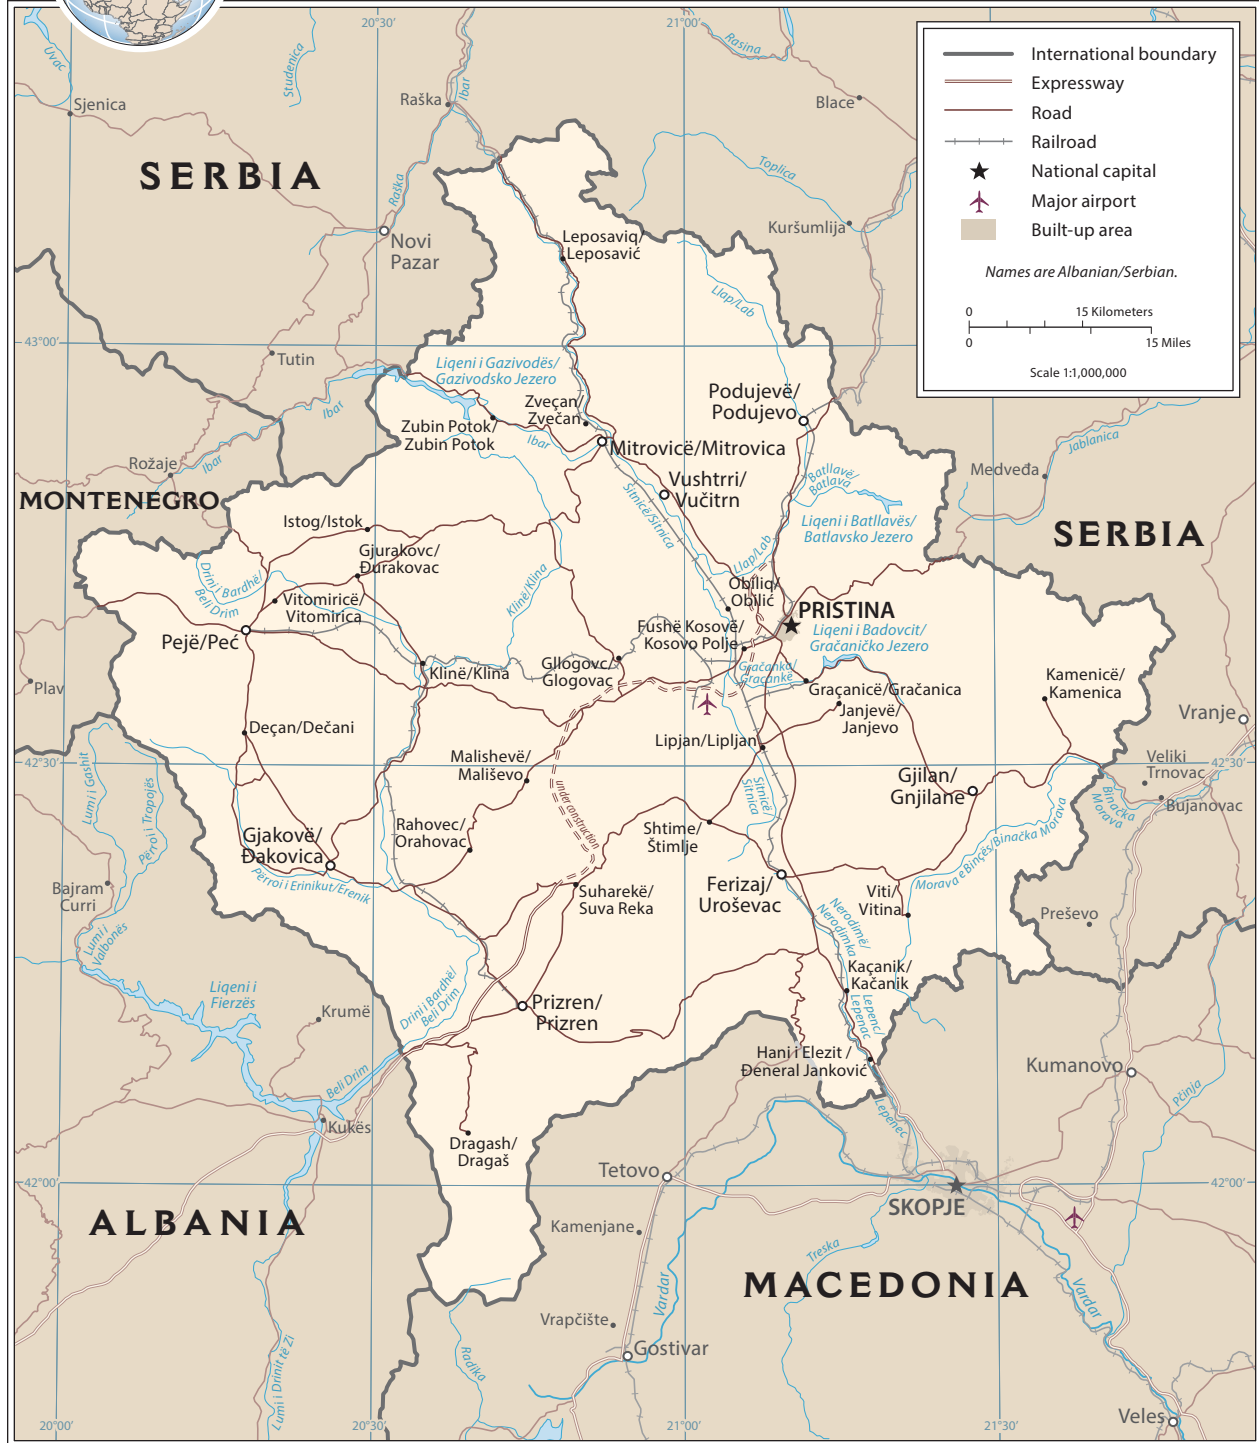 20°30'
21°00'
International boundary
Expressway
Road
Railroad
National capital
Major airport
Built-up area
Names are Albanian/Serbian.
0
15 Kilometers
0
15 Miles
Scale 1:1,000,000
Uvac
Studenica
Ibar
Rasina
Sjenica
Raška
Blace
SERBIA
Toplica
Raška
Kuršumlija
Novi
Pazar
Leposaviq/
Leposavić
Llap/Lab
43°00'
Tutin
Liqeni i Gazivodës/
Gazivodsko Jezero
Ibar
Zveçan/
Zvečan
Podujevë/
Podujevo
Zubin Potok/
Zubin Potok
Ibar
Mitrovicë/Mitrovica
Jablanica
Rožaje
Ibar
Medveđa
MONTENEGRO
Vushtrri/
Vučitrn
Batllavë/
Batlava
Sitnicë/Sitnica
Istog/Istok
Liqeni i Batllavës/
Batlavsko Jezero
SERBIA
Gjurakovc/
Đurakovac
Llap/Lab
Drini i Bardhë/
Beli Drim
Klinë/Klina
Obiliq/
Obilić
Vitomiricë/
Vitomirica
PRISTINA
Fushë Kosovë/
Kosovo Polje
Liqeni i Badovcit/
Gračaničko Jezero
Pejë/Peć
Gllogovc/
Glogovac
Gračanka/
Graçankë
Klinë/Klina
Kamenicë/
Kamenica
Plav
Graçanicë/Gračanica
Janjevë/
Janjevo
Vranje
Deçan/Dečani
Lipjan/Lipljan
Malishevë/
Mališevo
Veliki
Trnovac
42°30'
42°30'
Lumi i Gashit
Përroi i Tropojës
under construction
Sitnicë/
Sitnica
Gjilan/
Gnjilane
Binačka
Morava
Bujanovac
Rahovec/
Orahovac
Shtime/
Štimlje
Gjakovë/
Đakovica
Morava e Binçës/Binačka Morava
Bajram
Curri
Përroi i Erinikut/Erenik
Suharekë/
Suva Reka
Ferizaj/
Uroševac
Viti/
Vitina
Preševo
Nerodimë/
Nerodimka
Lumi i
Valbonës
Kaçanik/
Kačanik
Liqeni i
Fierzës
Drini i Bardhë/
Beli Drim
Krumë
Prizren/
Prizren
Lepenc/
Lepenac
Hani i Elezit /
Đeneral Janković
Kumanovo
Beli Drim
Pčinja
Kukës
Lepenec
Dragash/
Dragaš
Tetovo
42°00'
42°00'
SKOPJE
ALBANIA
Kamenjane
Treska
MACEDONIA
Vardar
Vardar
Vrapčište
Gostivar
Radika
Lumi i Drinit të Zi
Veles
20°00'
20°30'
21°00'
21°30'